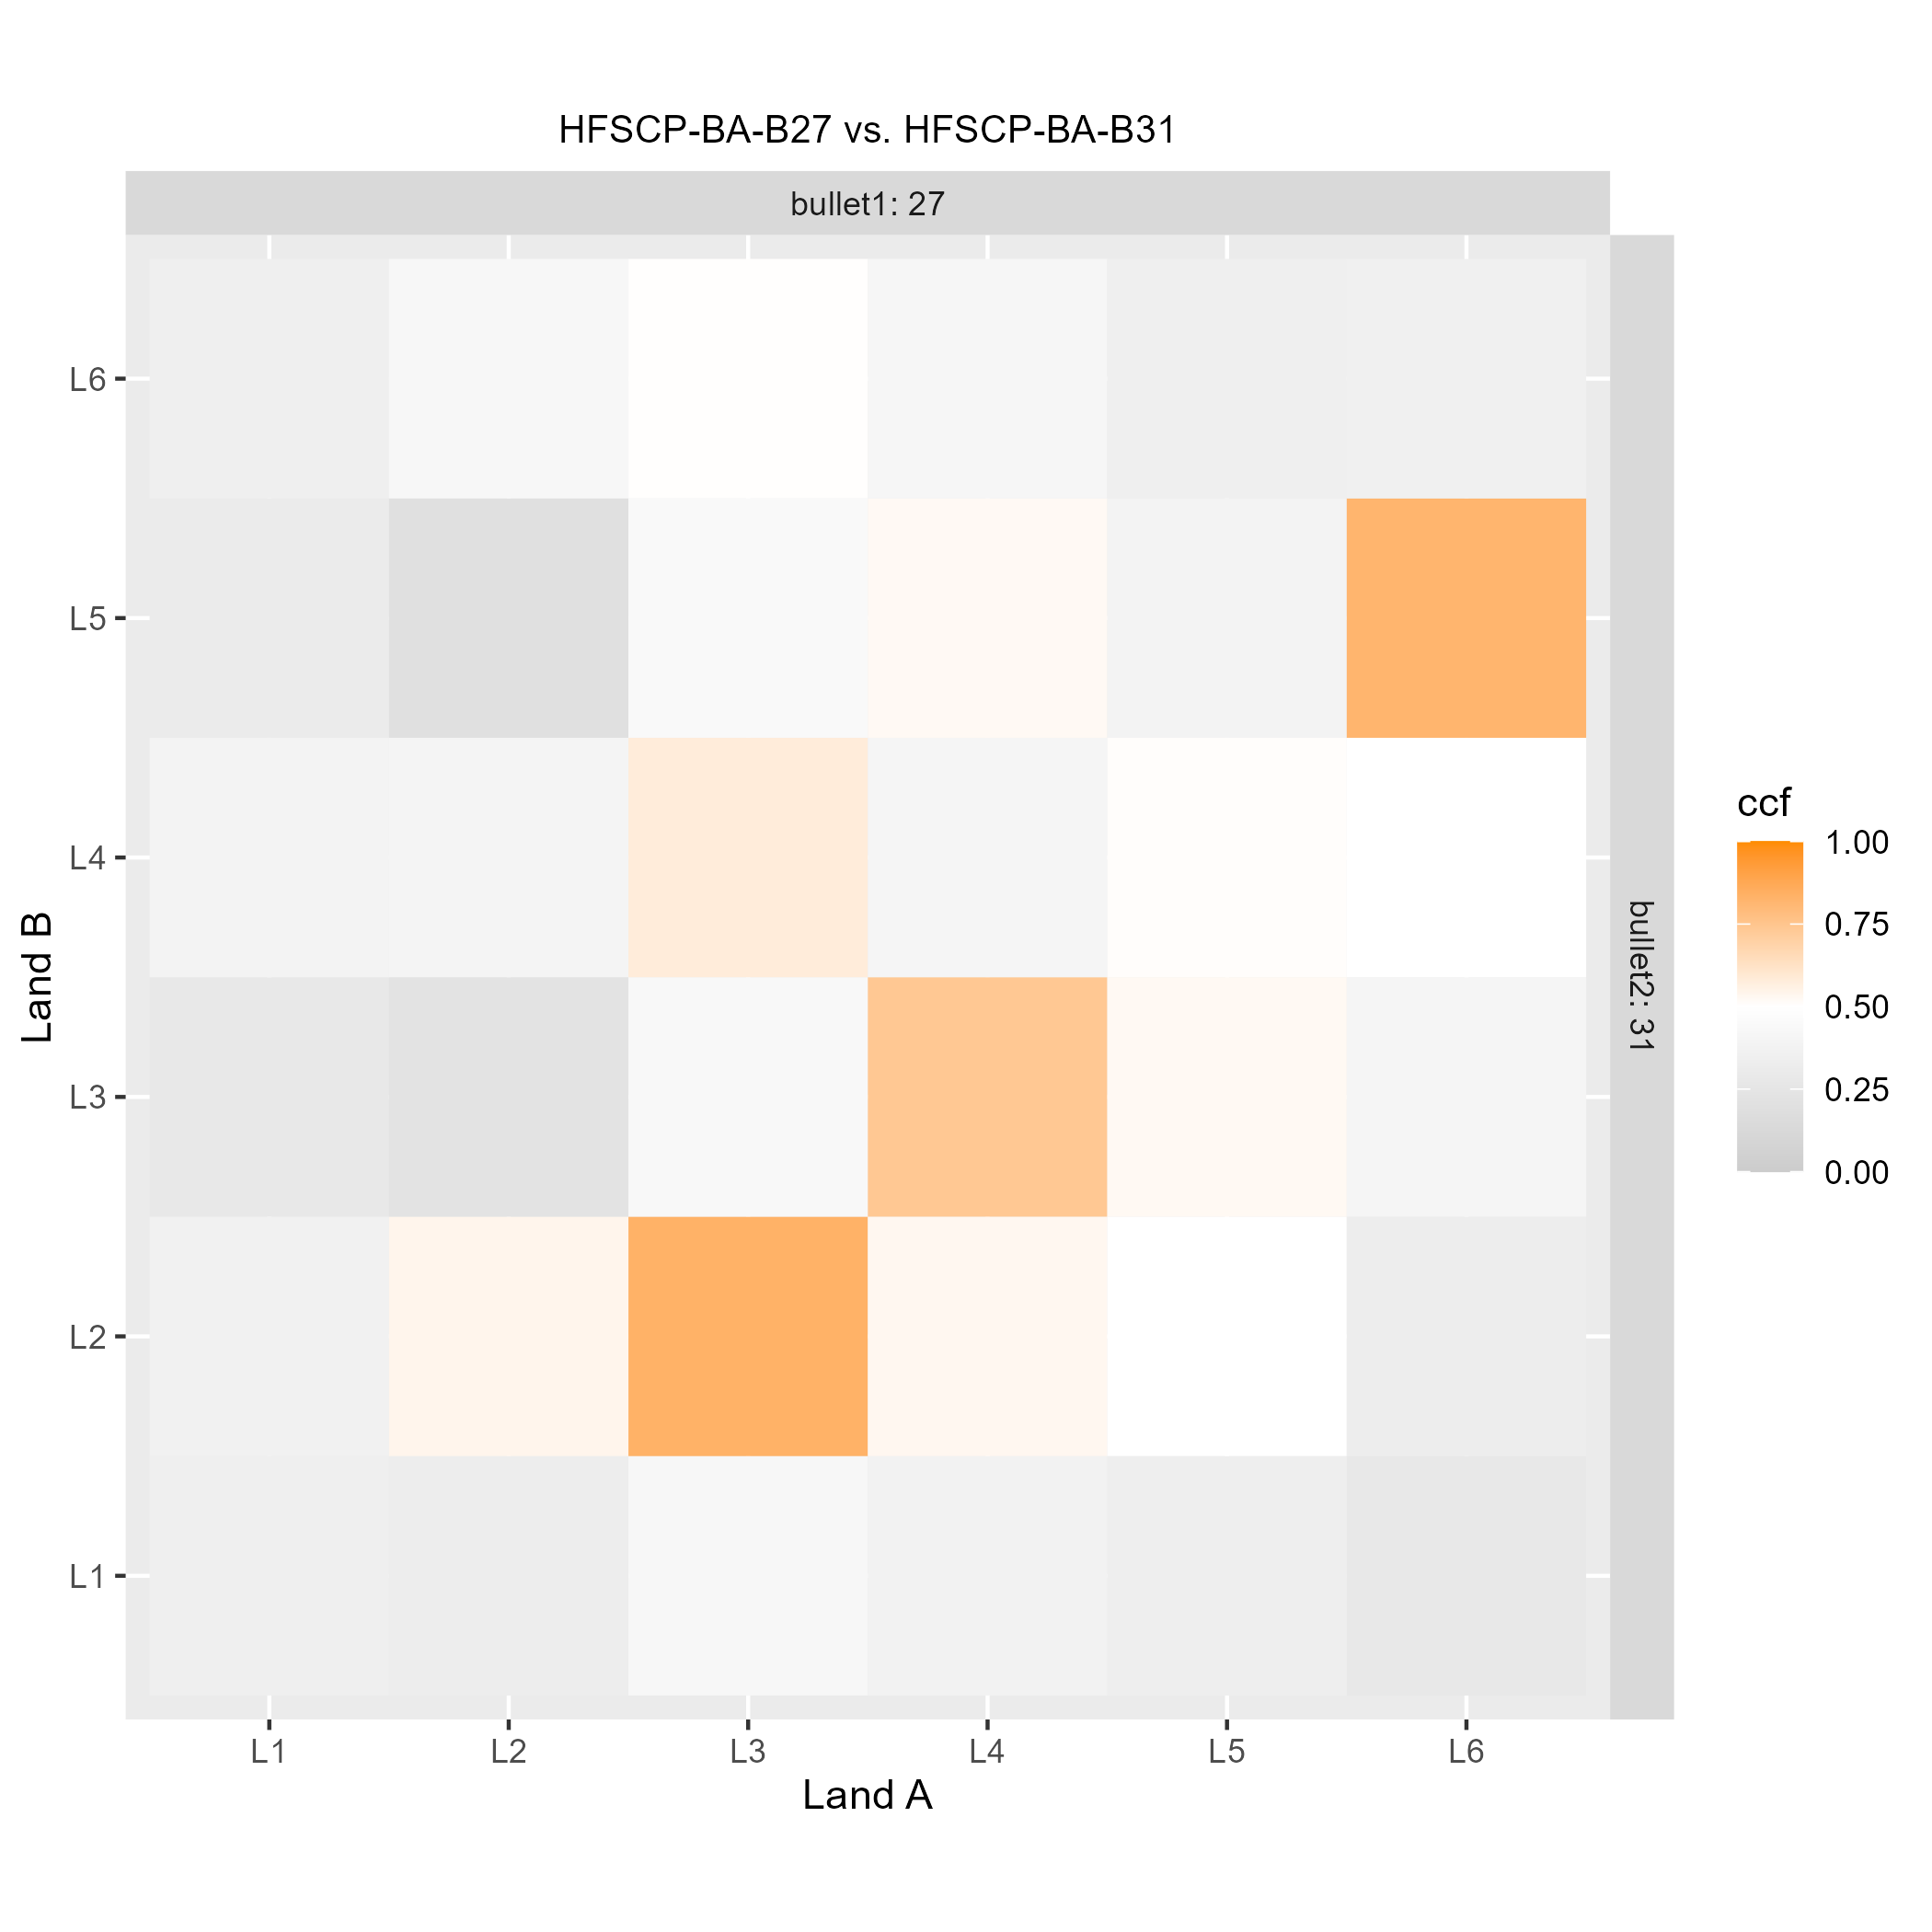 HFSCP-BA-B27 vs. HFSCP-BA-B31
bullet1: 27
L6
L5
L4
L3
L2
L1
Land B
bullet2: 31
L1 L2 L3 L4 L5 L6
Land A
ccf
1.00
0.75
0.50
0.25
0.00